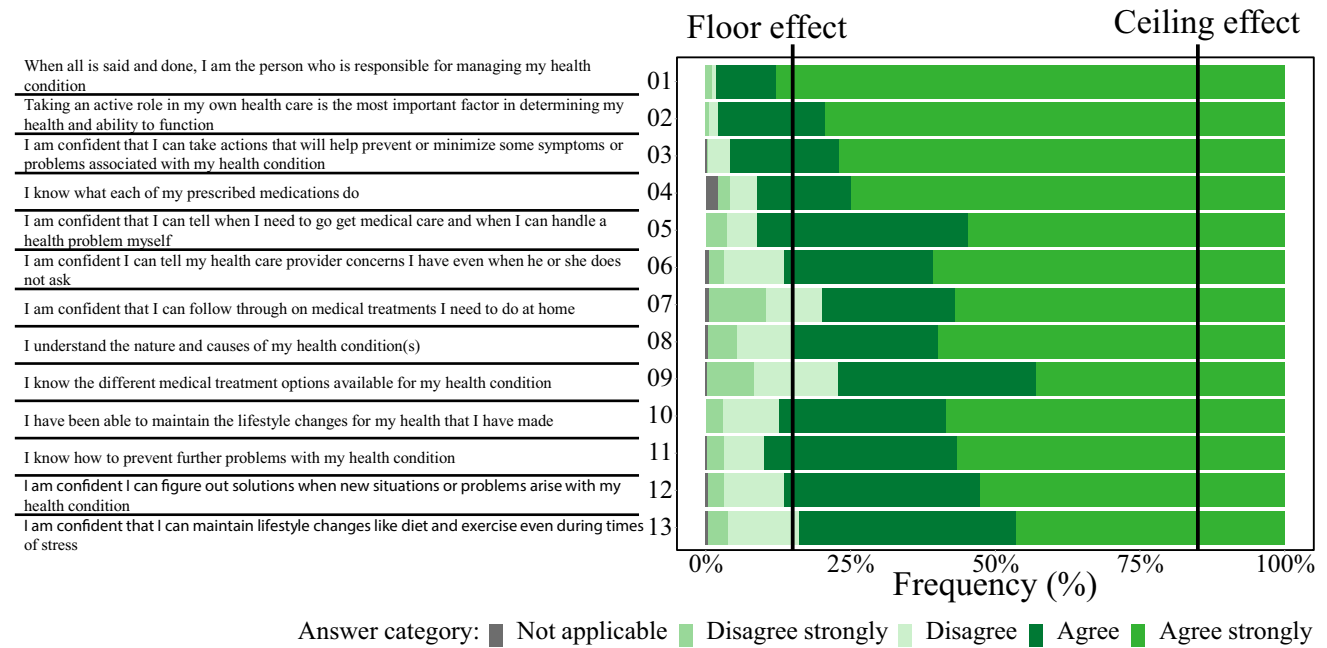 Floor effect
Ceiling effect
When all is said and done, I am the person who is responsible for managing my health
condition
01
Taking an active role in my own health care is the most important factor in determining my
health and ability to function
02
I am confident that I can take actions that will help prevent or minimize some symptoms or
problems associated with my health condition
03
I know what each of my prescribed medications do
04
I am confident that I can tell when I need to go get medical care and when I can handle a
health problem myself
05
I am confident I can tell my health care provider concerns I have even when he or she does
not ask
06
I am confident that I can follow through on medical treatments I need to do at home
07
I understand the nature and causes of my health condition(s)
08
I know the different medical treatment options available for my health condition
09
I have been able to maintain the lifestyle changes for my health that I have made
10
I know how to prevent further problems with my health condition
11
I am confident I can figure out solutions when new situations or problems arise with my
health condition
12
I am confident that I can maintain lifestyle changes like diet and exercise even during times
of stress
13
0% 25% 50% 75% 100%
Frequency (%)
Answer category: Not applicable Disagree strongly Disagree Agree Agree strongly